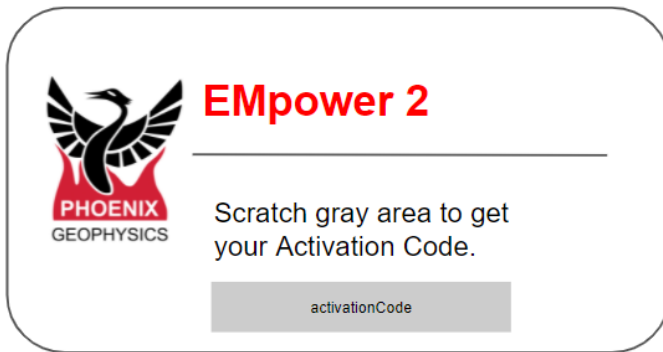 EMpower 2
PHOENIX
GEOPHYSICS
Scratch gray area to get
your Activation Code.
activationCode